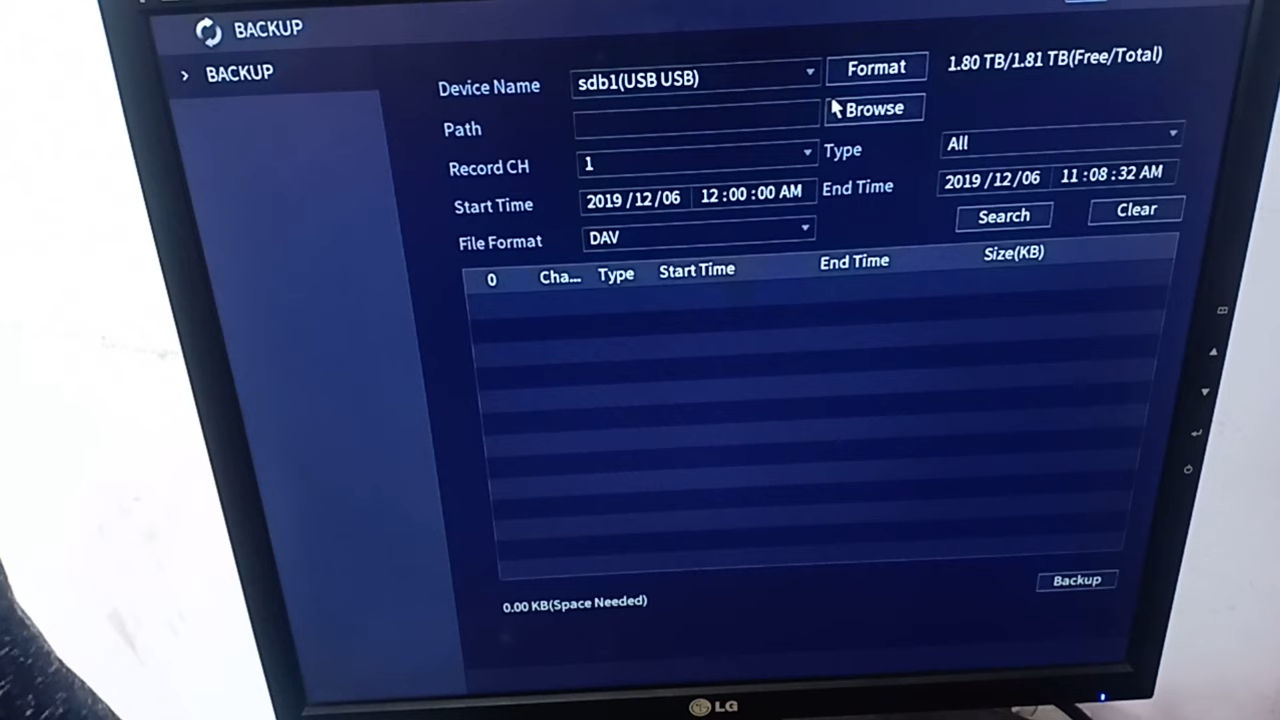 BACKUP
> BACKUP
Device Name sdb1(USB USB) Format 1.80 TB/1.81 TB(Free/Total)
Path Browse
Record CH 1 Type All
Start Time 2019 /12 /06 12 :00 :00 AM End Time 2019 /12 /06 11 :08 :32 AM
Search Clear
File Format DAV
0 Cha... Type Start Time End Time Size(KB)
Backup
0.00 KB(Space Needed)
LG